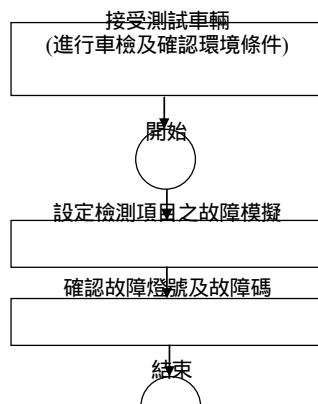 接受測試車輛
(進行車檢及確認環境條件)
開始
設定檢測項目之故障模擬
確認故障燈號及故障碼
結束